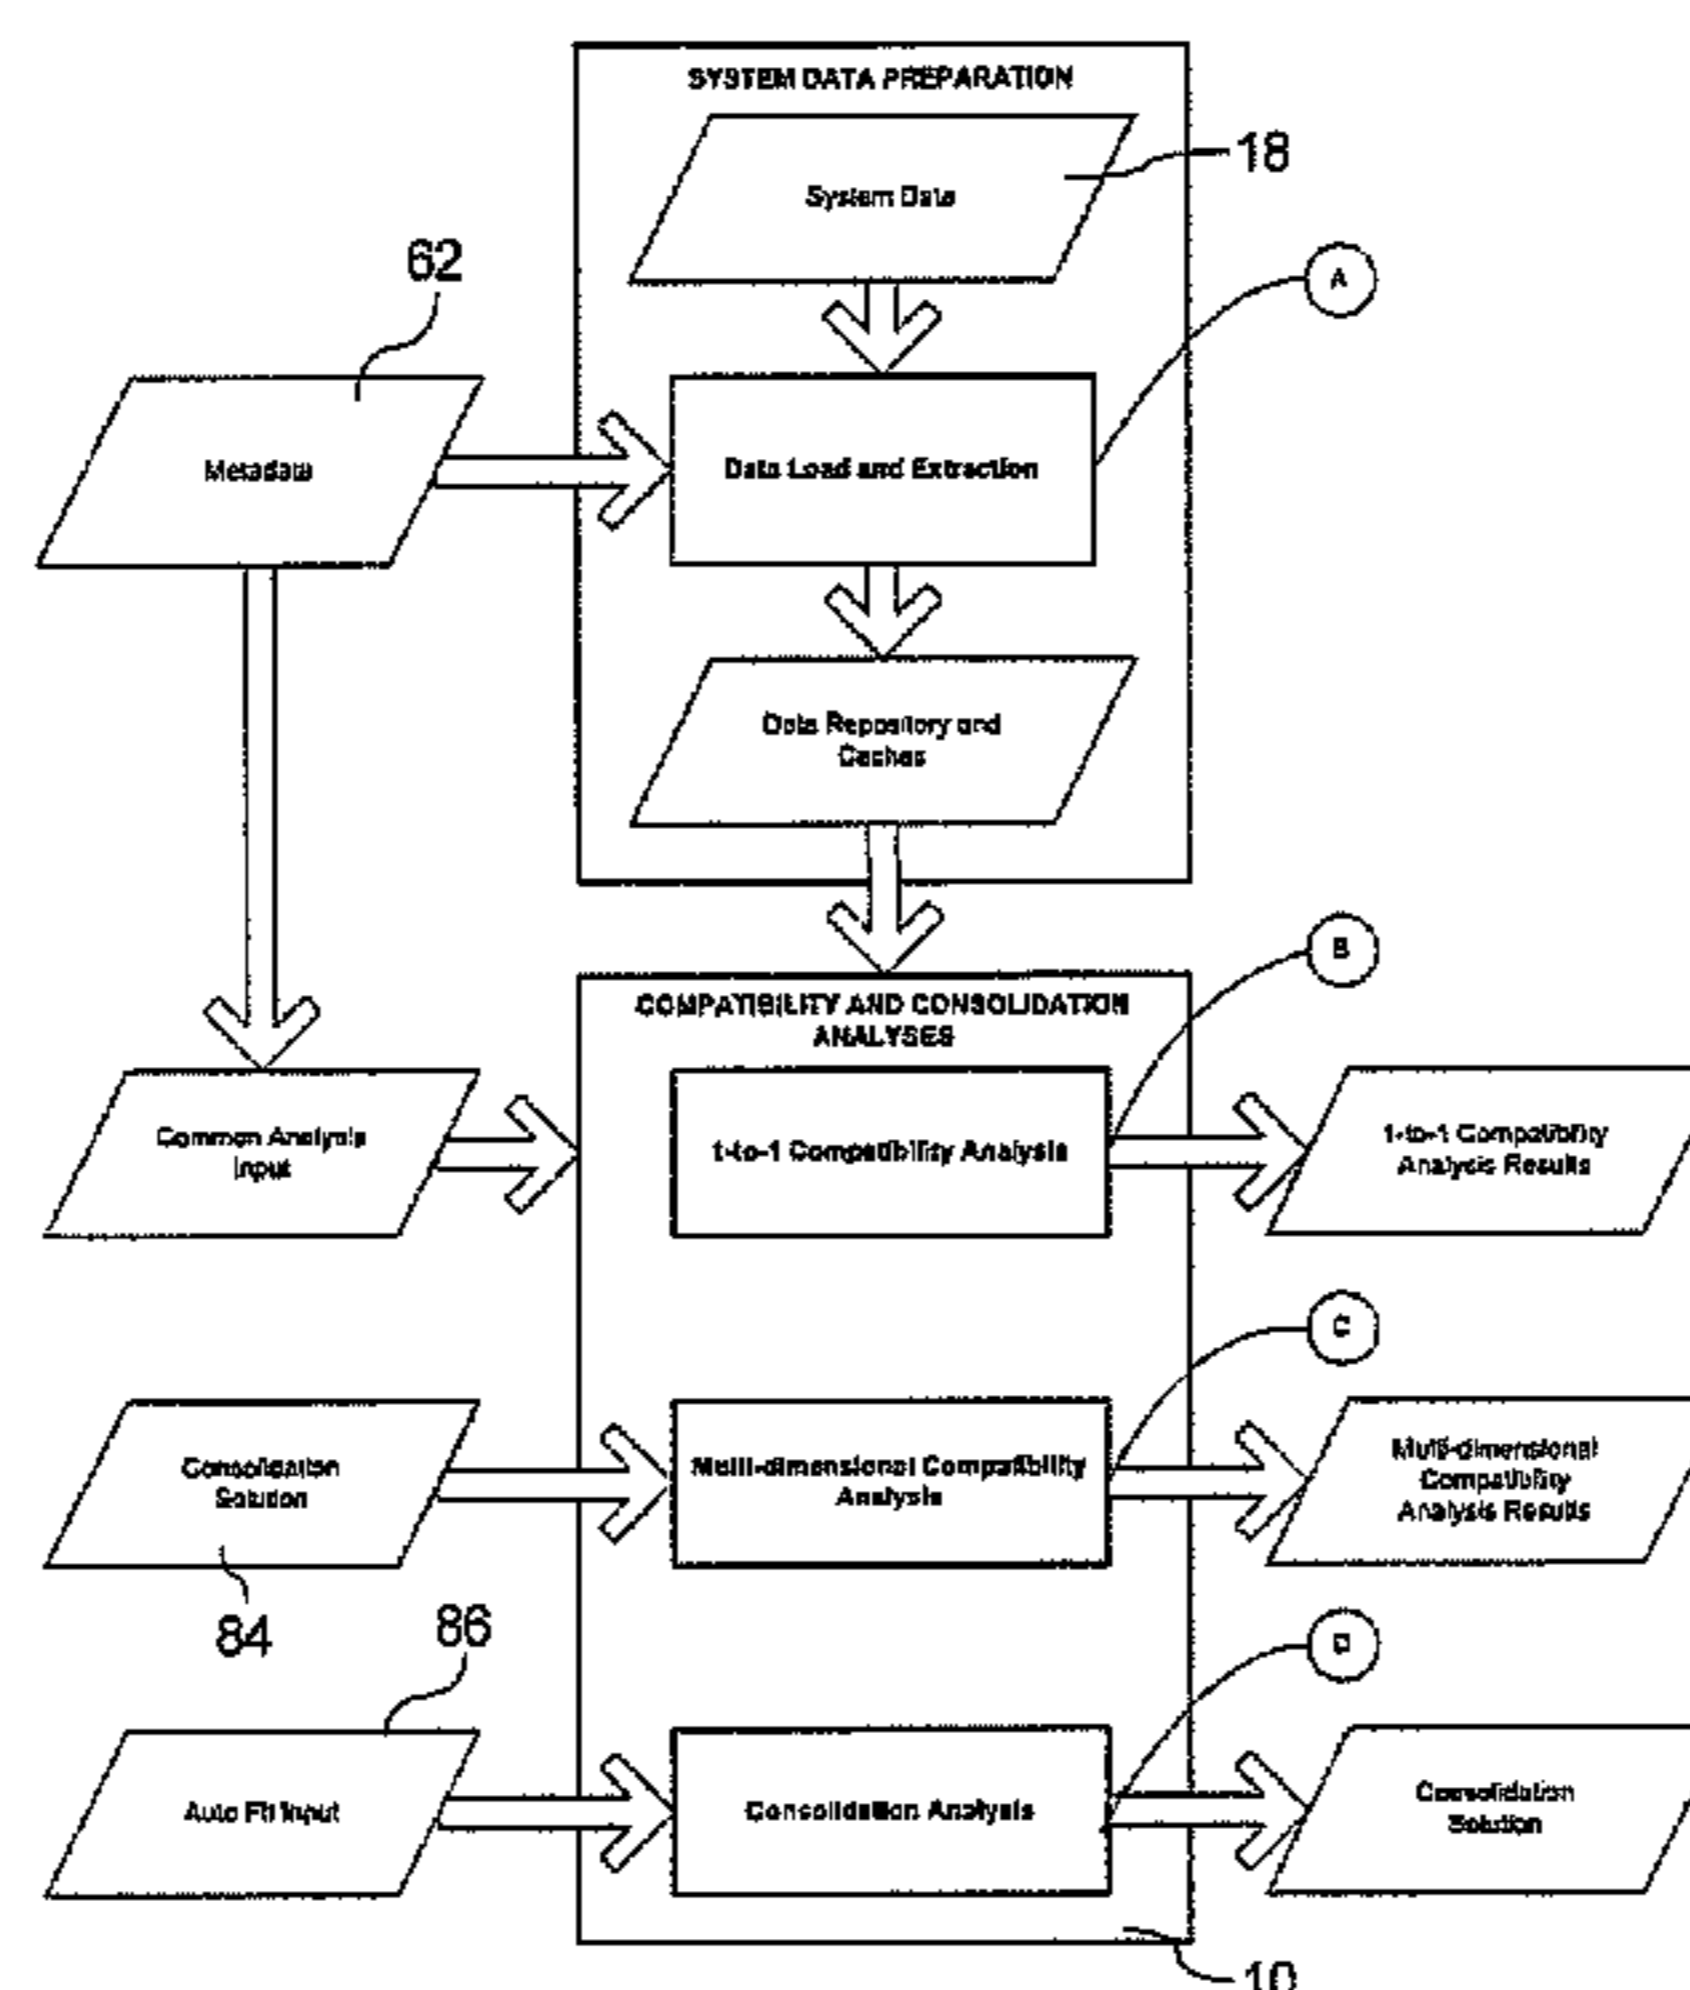 SYSTEM DATA PREPARATION
System Data
18
62
A
Metadata
Data Load and Extraction
Data Repository and
Caches
B
COMPATIBILITY AND CONSOLIDATION
ANALYSES
Common Analysis
Input
1-to-1 Compatibility Analysis
1-to-1 Compatibility
Analysis Results
C
Consolidation
Solution
84
Multi-dimensional Compatibility
Analysis
Multi-dimensional
Compatibility
Analysis Results
86
D
Auto Fit Input
Consolidation Analysis
Consolidation
Solution
10